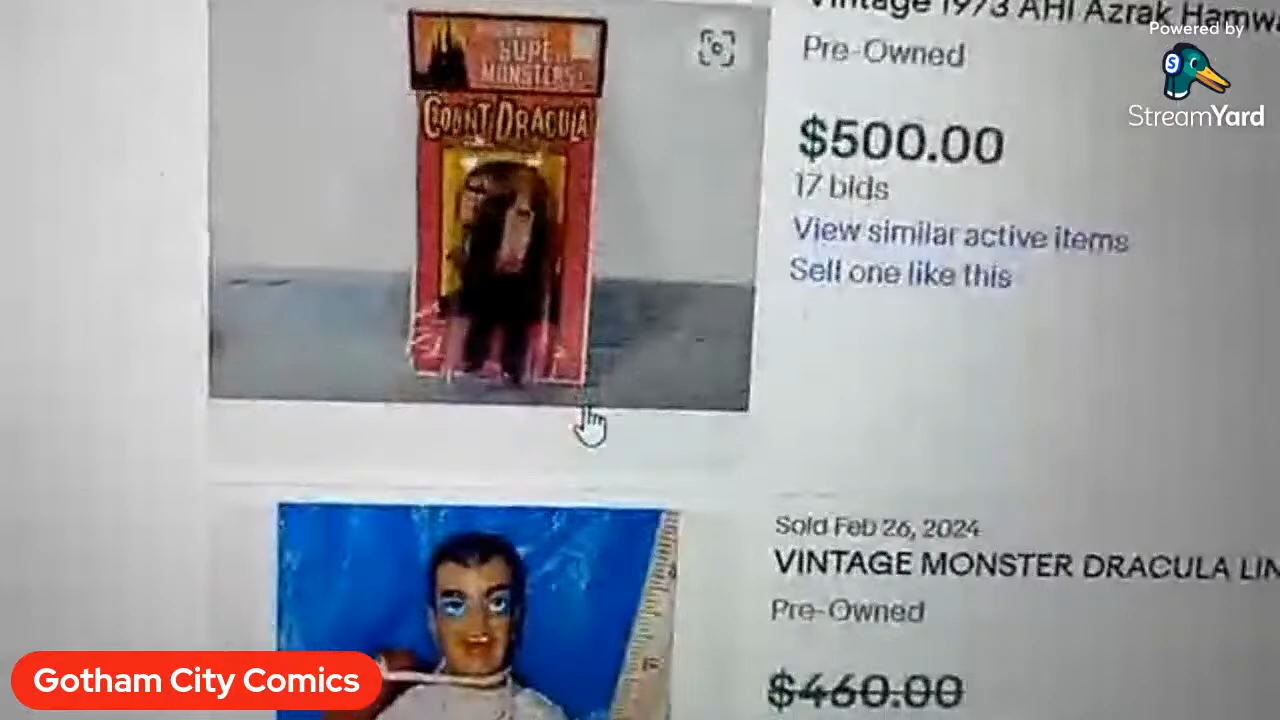 Vintage 1973 AHI Azrak Hamwa
Pre-Owned
$500.00
17 bids
View similar active items
Sell one like this
SUPER
MONSTERS
COUNT DRACULA
Sold Feb 26, 2024
VINTAGE MONSTER DRACULA LIN
Pre-Owned
$460.00
Powered by
S
StreamYard
Gotham City Comics